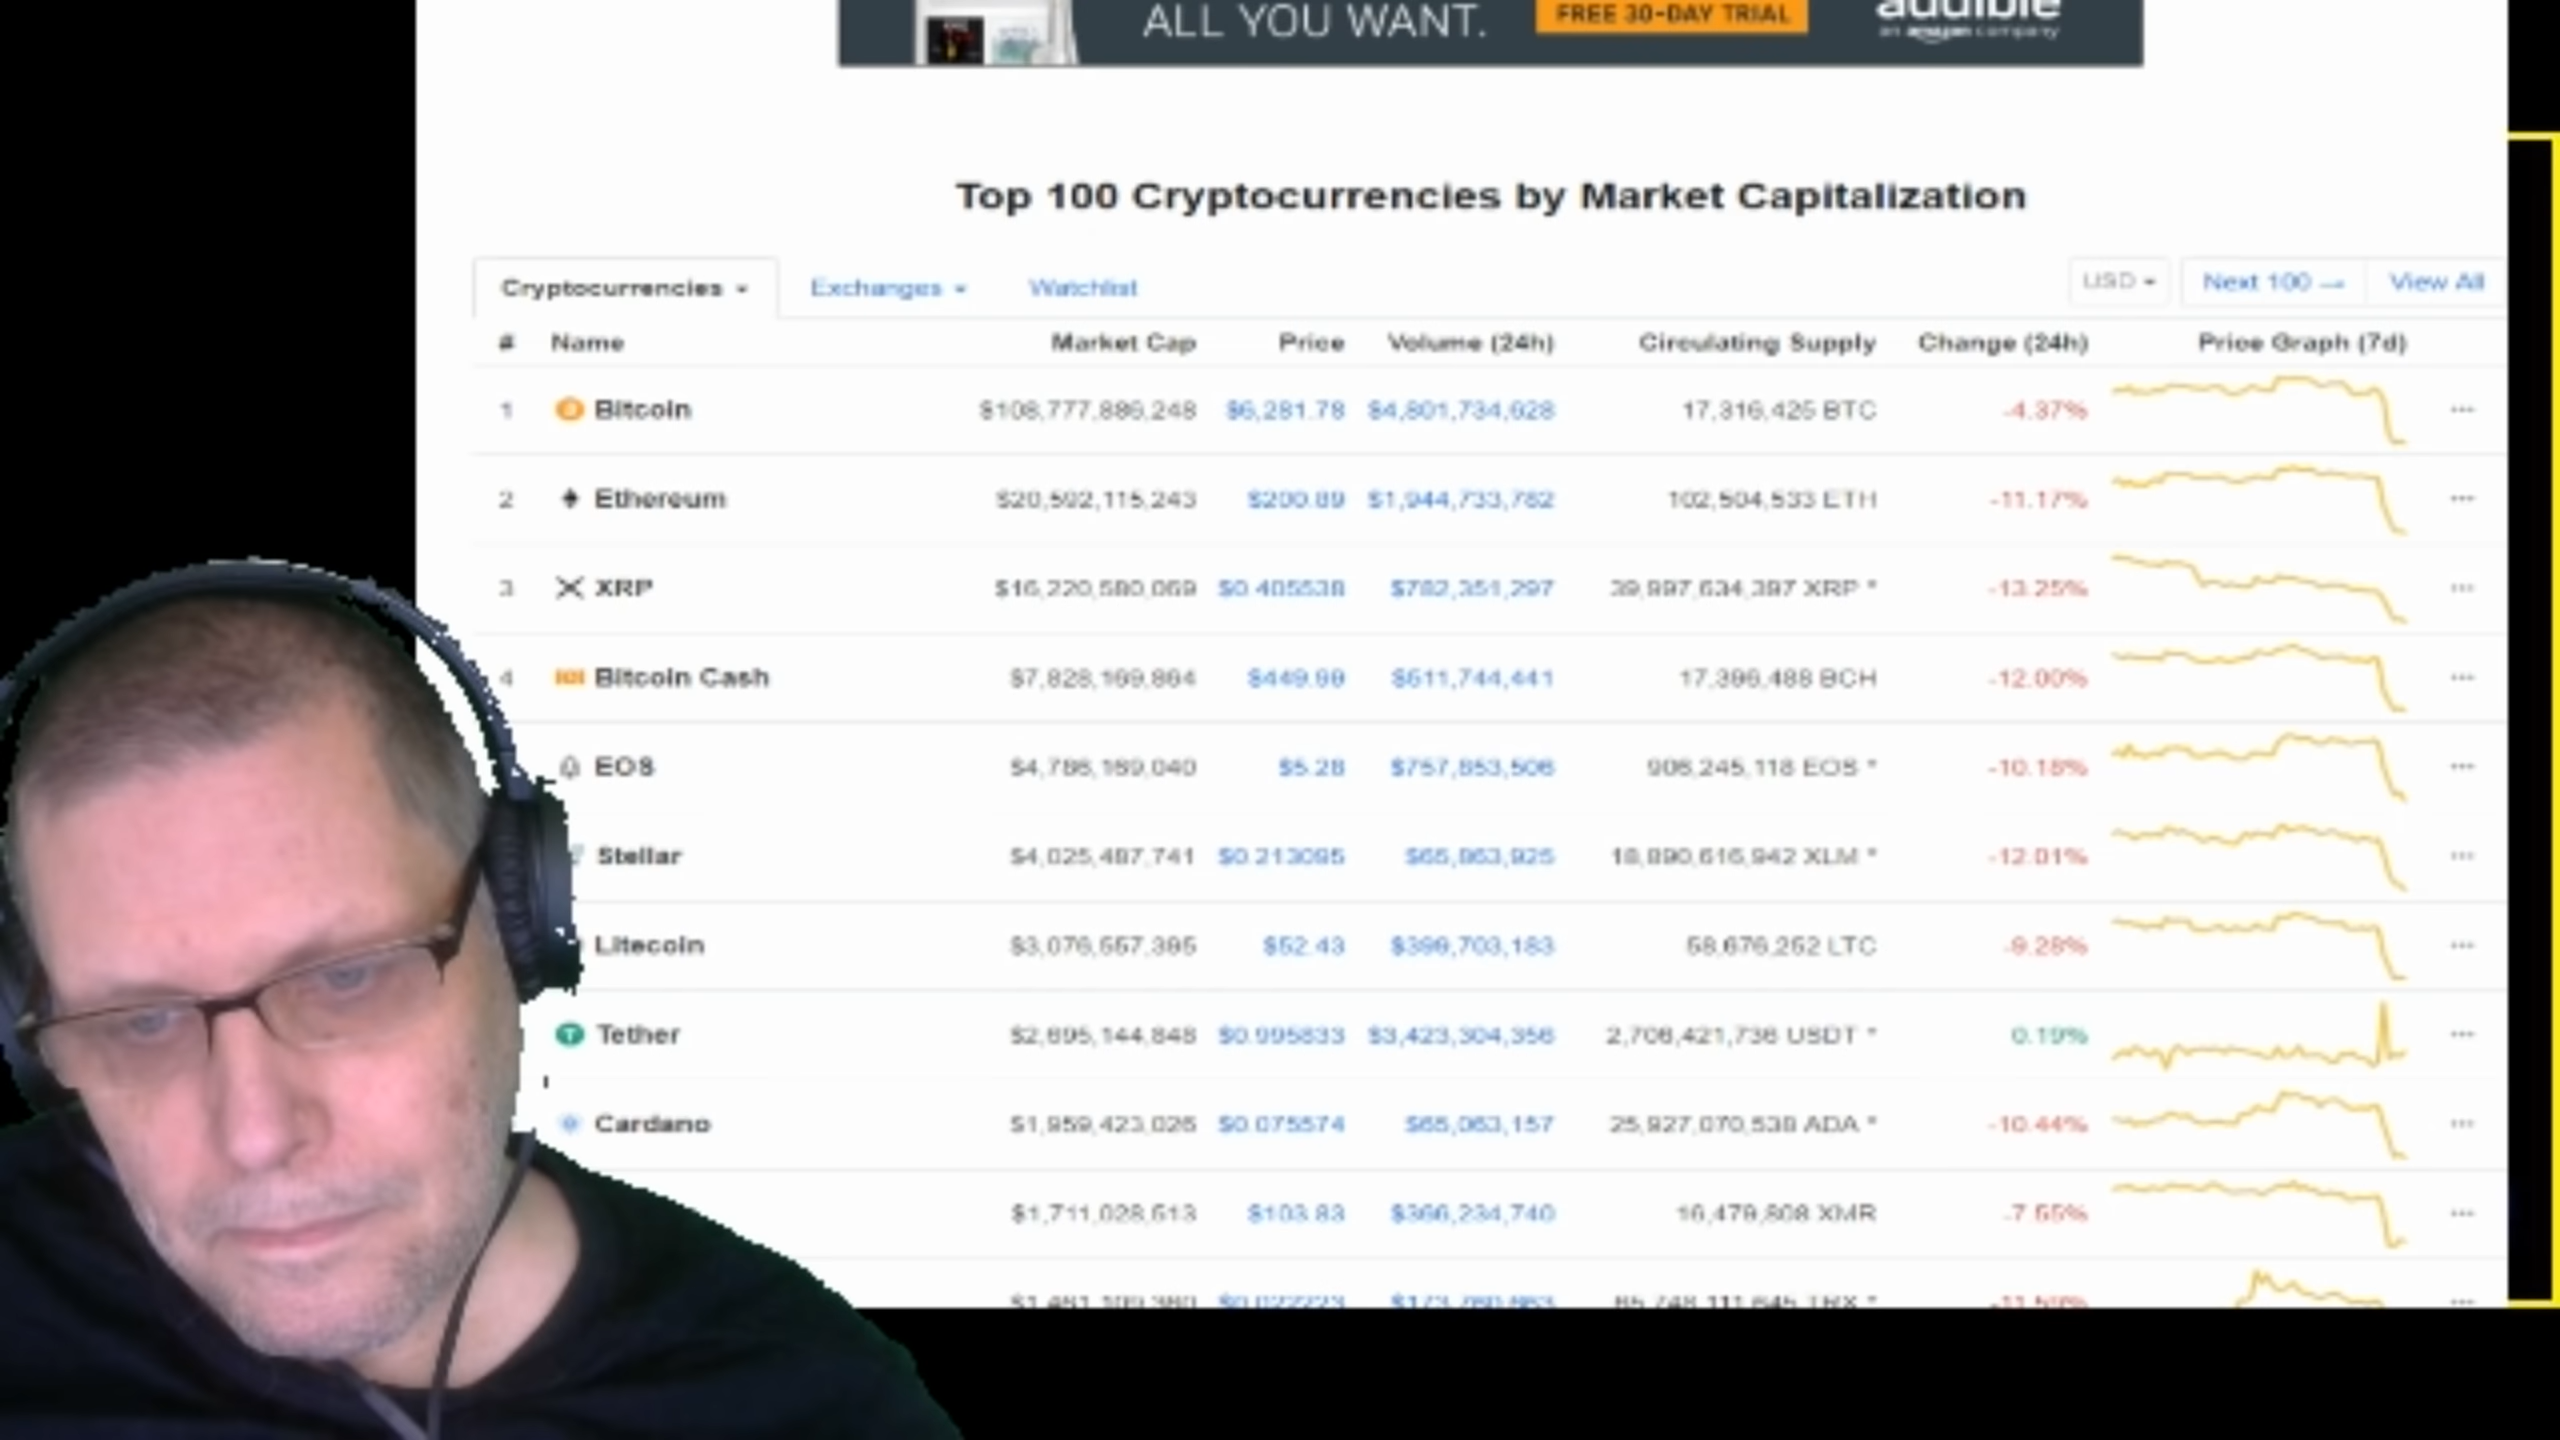 ALL YOU WANT. FREE 30-DAY TRIAL audible
an amazon company
Top 100 Cryptocurrencies by Market Capitalization
Cryptocurrencies Exchanges Watchlist USD Next 100 → View All
# Name Market Cap Price Volume (24h) Circulating Supply Change (24h) Price Graph (7d)
1 Bitcoin $108,777,886,248 $6,281.78 $4,801,734,628 17,316,425 BTC -4.37%
2 Ethereum $20,592,115,243 $200.89 $1,944,733,782 102,504,533 ETH -11.17%
3 XRP $16,220,580,069 $0.405538 $782,351,297 39,997,634,397 XRP * -13.25%
4 Bitcoin Cash $7,828,169,864 $449.99 $611,744,441 17,396,488 BCH -12.00%
EOS $4,786,169,040 $5.28 $757,853,506 906,245,118 EOS * -10.18%
Stellar $4,025,487,741 $0.213095 $65,863,925 18,890,616,942 XLM * -12.01%
Litecoin $3,076,557,395 $52.43 $399,703,183 58,676,252 LTC -9.28%
Tether $2,695,144,848 $0.995833 $3,423,304,356 2,706,421,736 USDT * 0.19%
Cardano $1,959,423,026 $0.075574 $65,063,157 25,927,070,538 ADA * -10.44%
$1,711,028,513 $103.83 $366,234,740 16,479,808 XMR -7.55%
TRX *